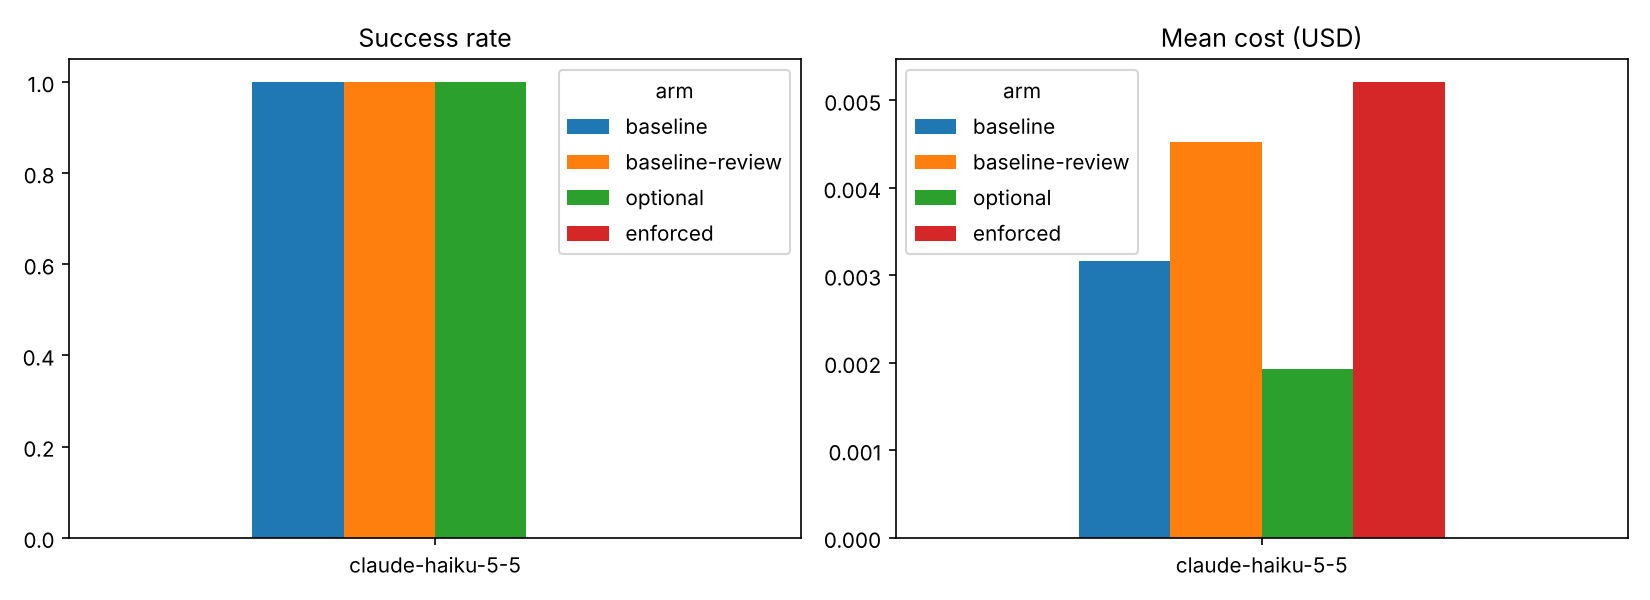 Success rate
1.0
0.8
0.6
0.4
0.2
0.0
arm
baseline
baseline-review
optional
enforced
claude-haiku-5-5
Mean cost (USD)
0.005
0.004
0.003
0.002
0.001
0.000
arm
baseline
baseline-review
optional
enforced
claude-haiku-5-5